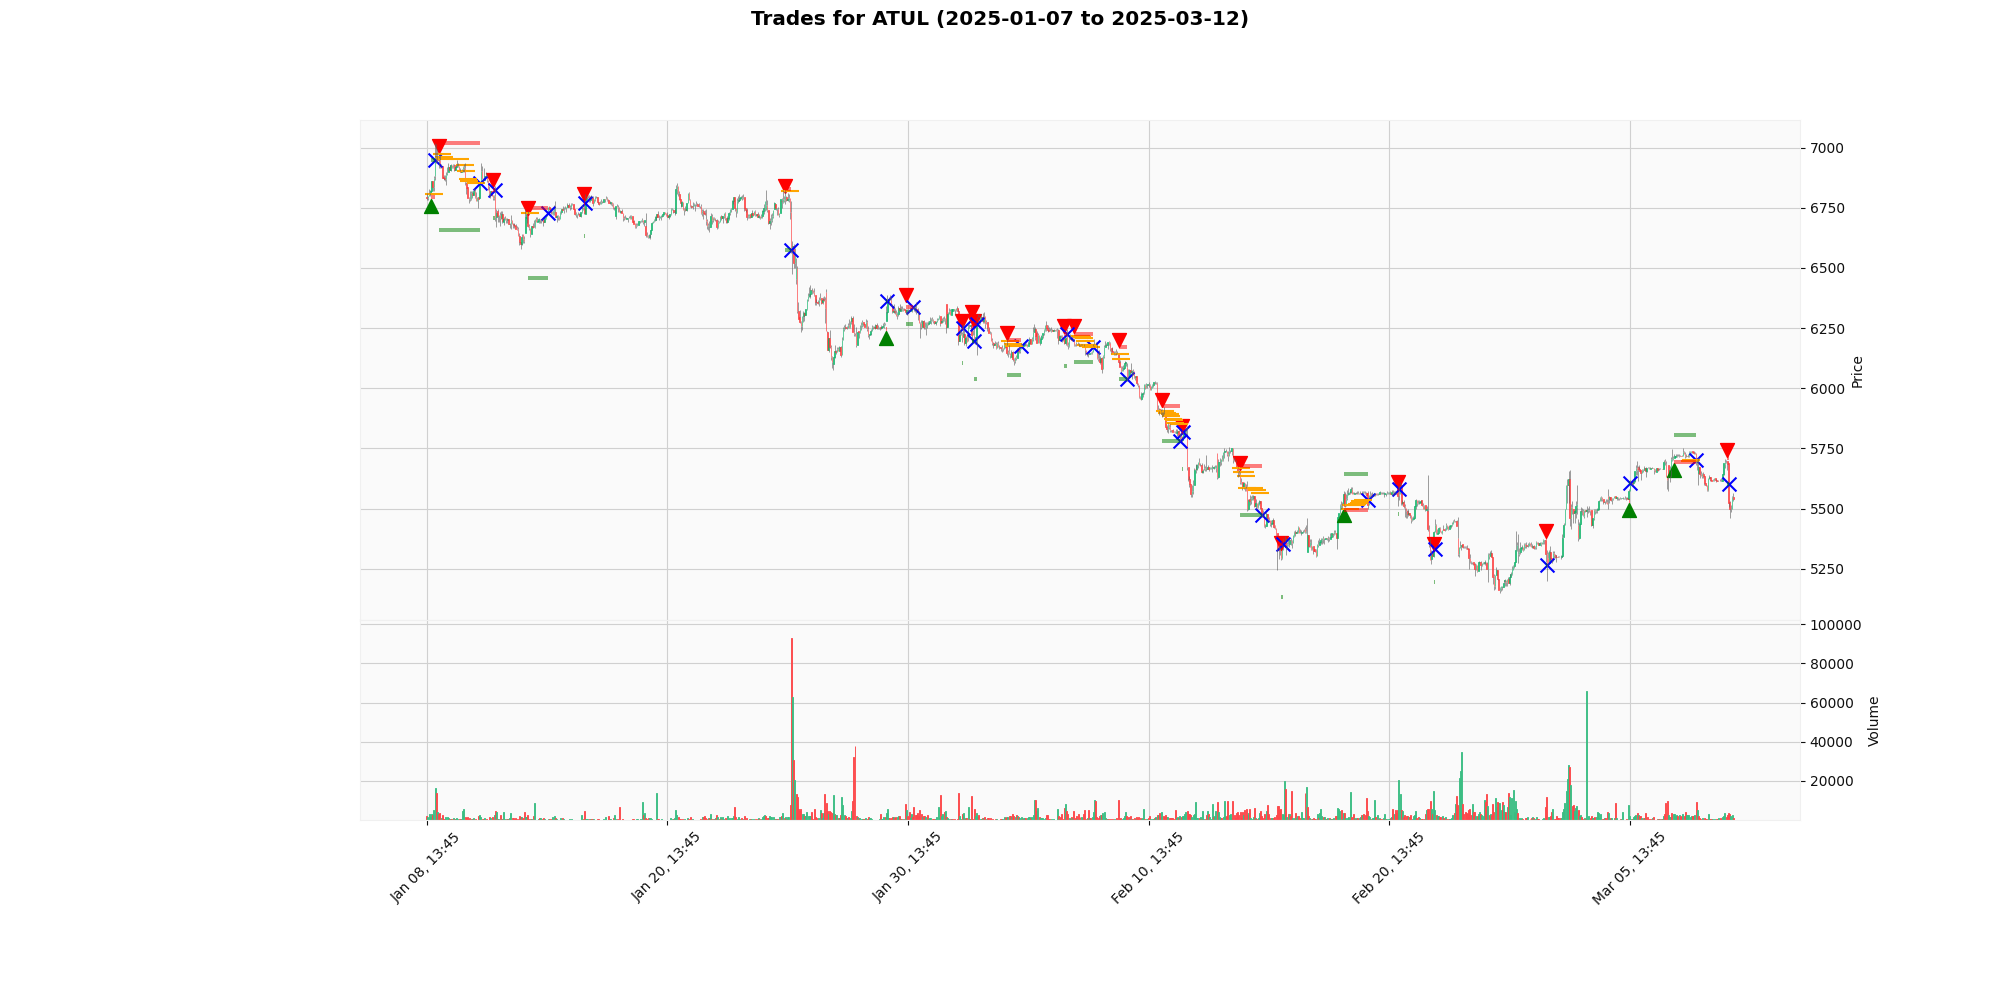 Trades for ATUL (2025-01-07 to 2025-03-12)
7000
6750
6500
6250
6000
5750
5500
5250
Price
100000
80000
60000
40000
20000
Volume
Jan 08, 13:45
Jan 20, 13:45
Jan 30, 13:45
Feb 10, 13:45
Feb 20, 13:45
Mar 05, 13:45